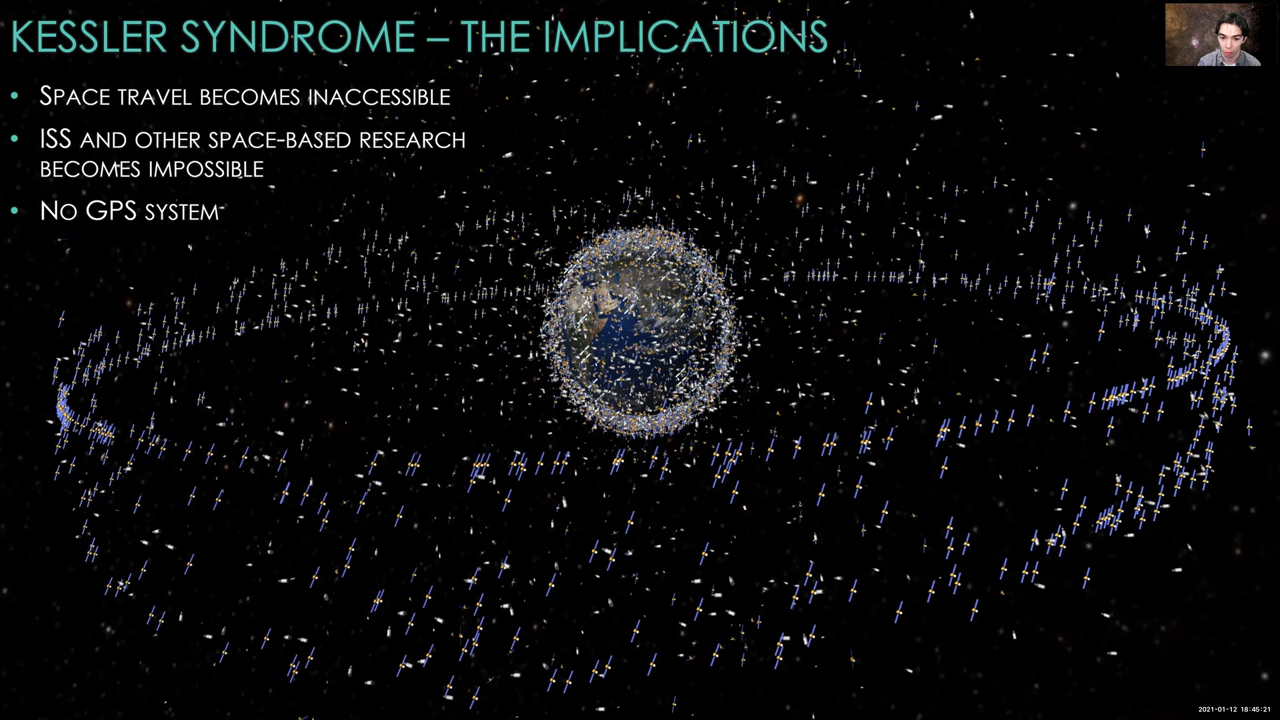 KESSLER SYNDROME – THE IMPLICATIONS
• SPACE TRAVEL BECOMES INACCESSIBLE
• ISS AND OTHER SPACE-BASED RESEARCH
BECOMES IMPOSSIBLE
• NO GPS SYSTEM
2021-01-12 18:45:21